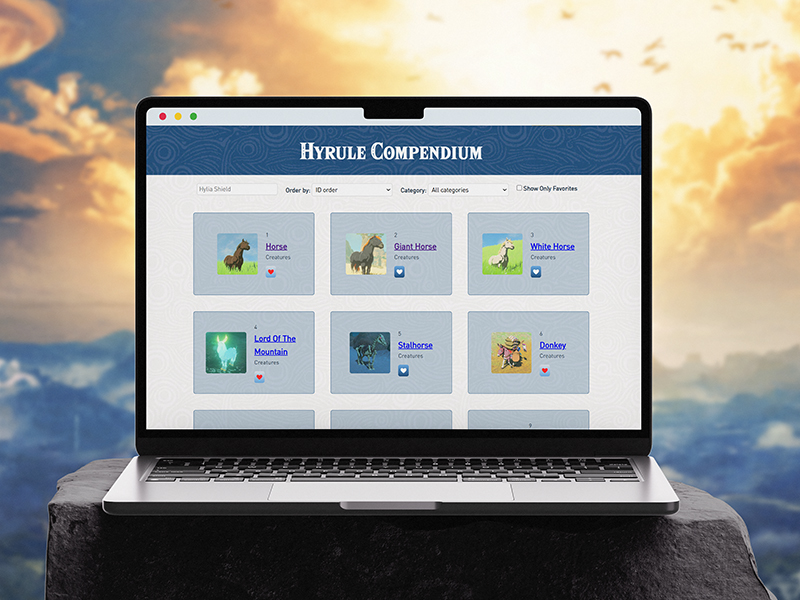 Hyrule Compendium
Hylia Shield
Order by: ID order
Category: All categories
Show Only Favorites
1
Horse
Creatures
2
Giant Horse
Creatures
3
White Horse
Creatures
4
Lord Of The
Mountain
Creatures
5
Stalhorse
Creatures
6
Donkey
Creatures
9